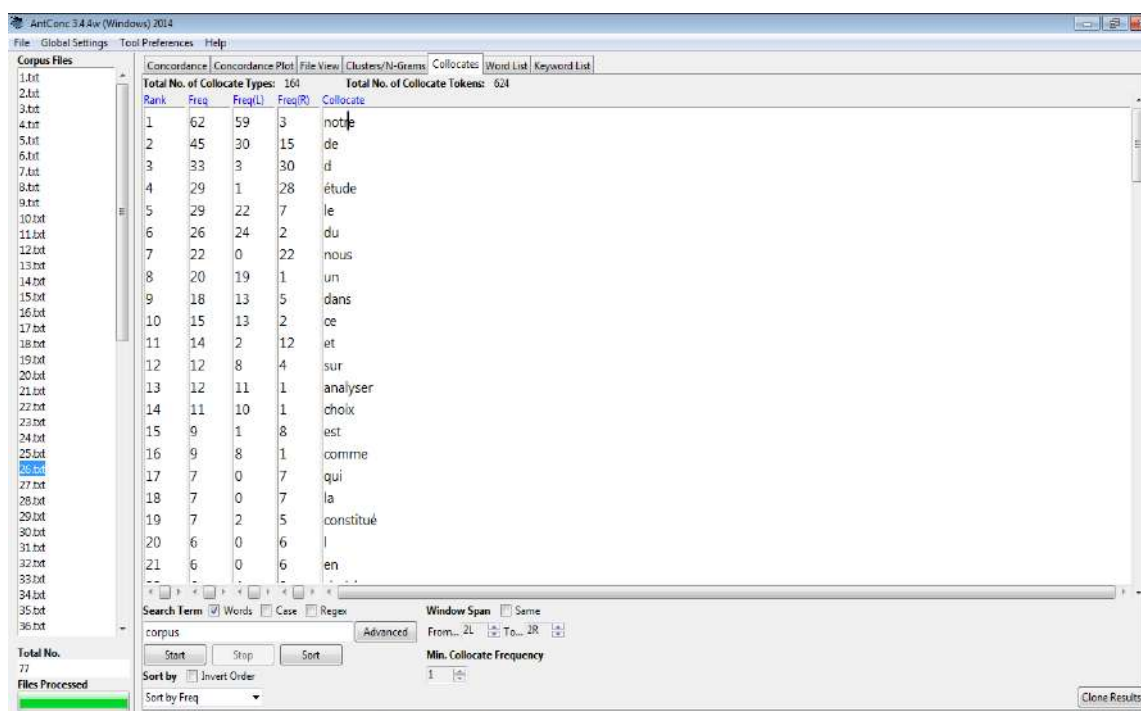 AntConc 3.4.4w (Windows) 2014
File Global Settings Tool Preferences Help
Corpus Files
1.txt
2.txt
3.txt
4.txt
5.txt
6.txt
7.txt
8.txt
9.txt
10.txt
11.txt
12.txt
13.txt
14.txt
15.txt
16.txt
17.txt
18.txt
19.txt
20.txt
21.txt
22.txt
23.txt
24.txt
25.txt
26.txt
27.txt
28.txt
29.txt
30.txt
31.txt
32.txt
33.txt
34.txt
35.txt
36.txt
Total No.
77
Files Processed
Concordance Concordance Plot File View Clusters/N-Grams Collocates Word List Keyword List
Total No. of Collocate Types: 164 Total No. of Collocate Tokens: 624
Rank Freq Freq(L) Freq(R) Collocate
1 62 59 3 notre
2 45 30 15 de
3 33 3 30 d
4 29 1 28 étude
5 29 22 7 le
6 26 24 2 du
7 22 0 22 nous
8 20 19 1 un
9 18 13 5 dans
10 15 13 2 ce
11 14 2 12 et
12 12 8 4 sur
13 12 11 1 analyser
14 11 10 1 choix
15 9 1 8 est
16 9 8 1 comme
17 7 0 7 qui
18 7 0 7 la
19 7 2 5 constitué
20 6 0 6 l
21 6 0 6 en
Search Term Words Case Regex Window Span Same
corpus Advanced From... 2L To... 2R
Start Stop Sort Min. Collocate Frequency
Sort by Invert Order 1
Sort by Freq Clone Results